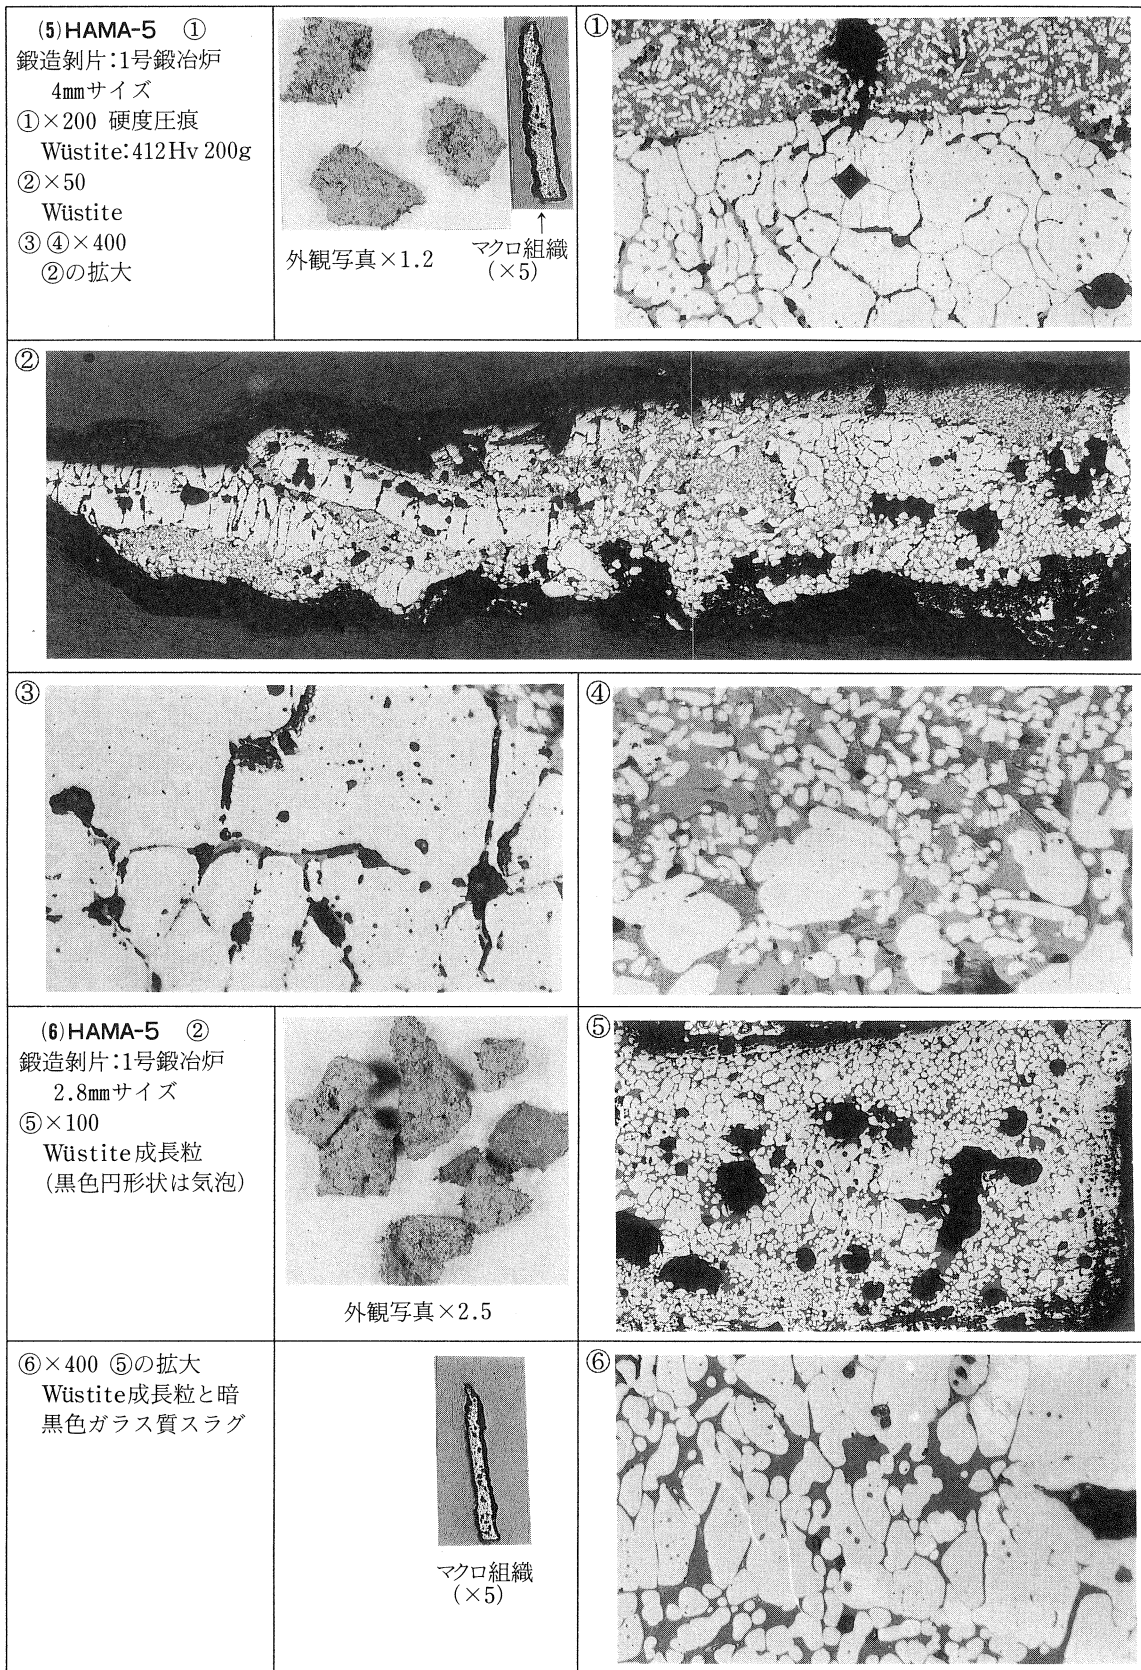 (5)HAMA-5 ①
鍛造剝片:1号鍛冶炉
4mmサイズ
①×200 硬度圧痕
Wüstite:412Hv 200g
②×50
Wüstite
③ ④×400
②の拡大
外観写真×1.2
↑
マクロ組織
(×5)
①
②
③
④
(6)HAMA-5 ②
鍛造剝片:1号鍛冶炉
2.8mmサイズ
⑤×100
Wüstite成長粒
(黒色円形状は気泡)
外観写真×2.5
⑤
⑥×400 ⑤の拡大
Wüstite成長粒と暗
黒色ガラス質スラグ
マクロ組織
(×5)
⑥